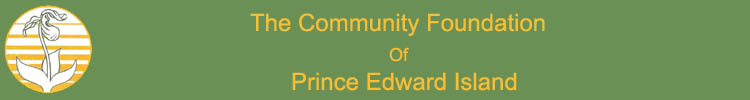 The Community Foundation
Of
Prince Edward Island